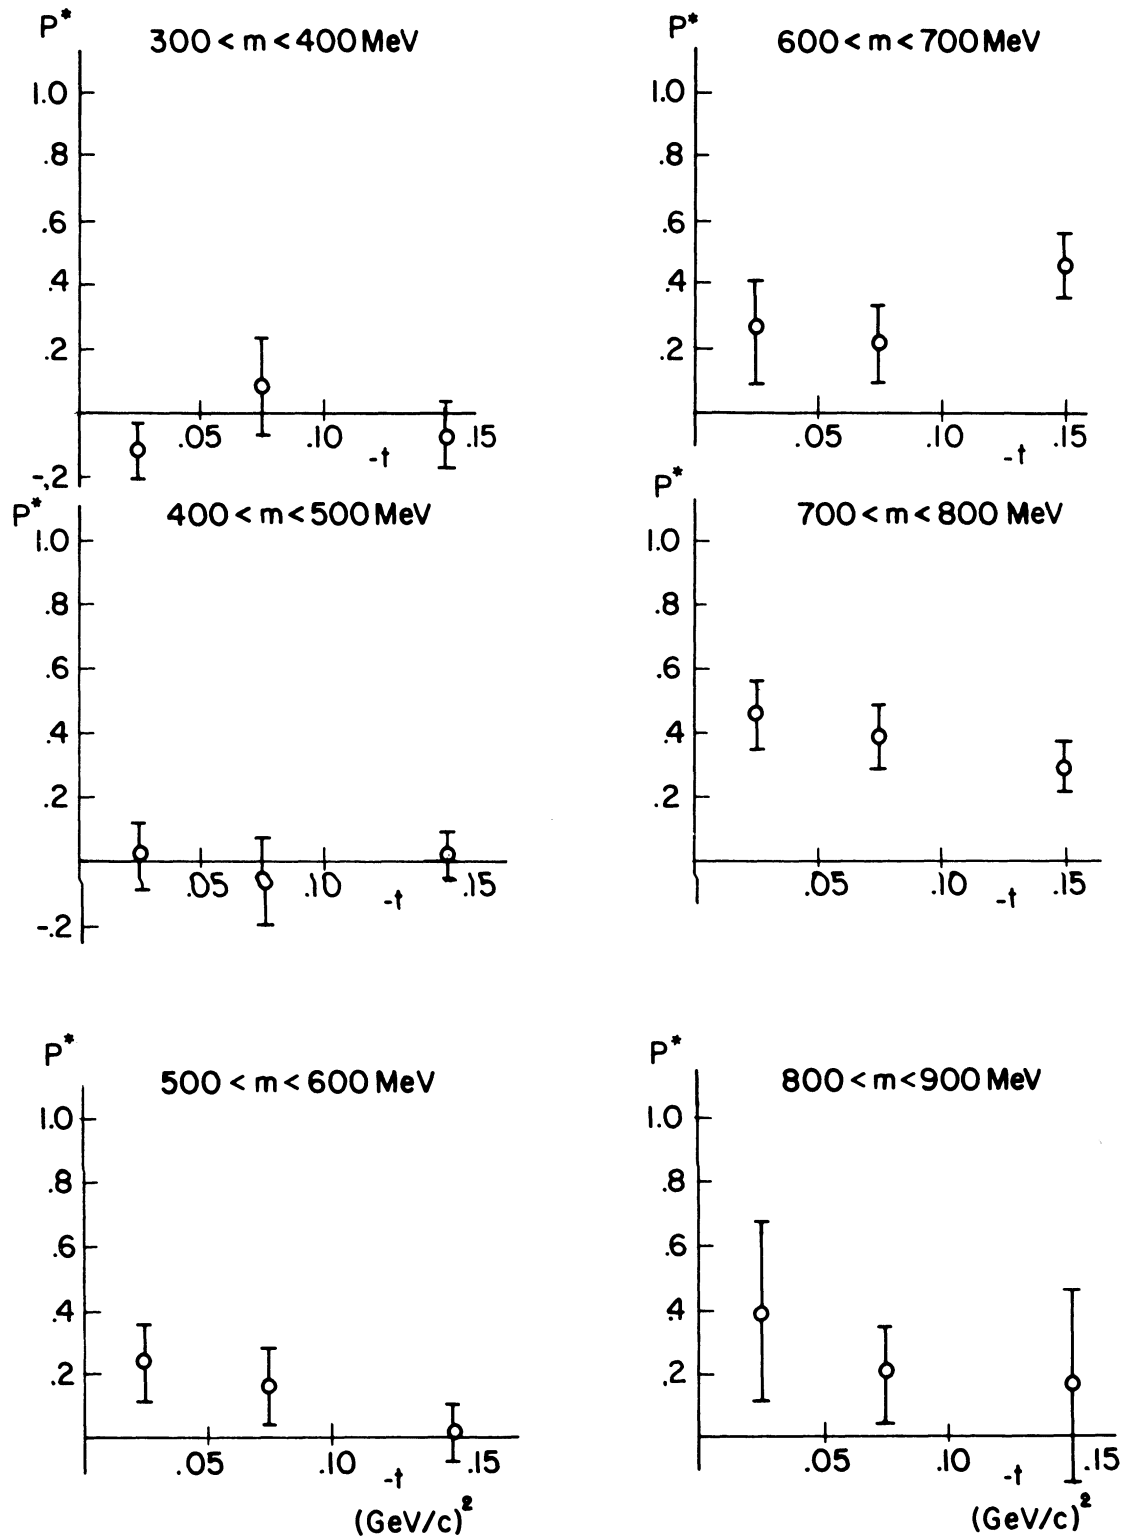 P*
300 < m < 400 MeV
1.0
.8
.6
.4
.2
-.2
.05
.10
.15
-t
P*
600 < m < 700 MeV
1.0
.8
.6
.4
.2
.05
.10
.15
-t
P*
400 < m < 500 MeV
1.0
.8
.6
.4
.2
-.2
.05
.10
.15
-t
P*
700 < m < 800 MeV
1.0
.8
.6
.4
.2
.05
.10
.15
-t
P*
500 < m < 600 MeV
1.0
.8
.6
.4
.2
.05
.10
.15
-t
(GeV/c)²
P*
800 < m < 900 MeV
1.0
.8
.6
.4
.2
.05
.10
.15
-t
(GeV/c)²